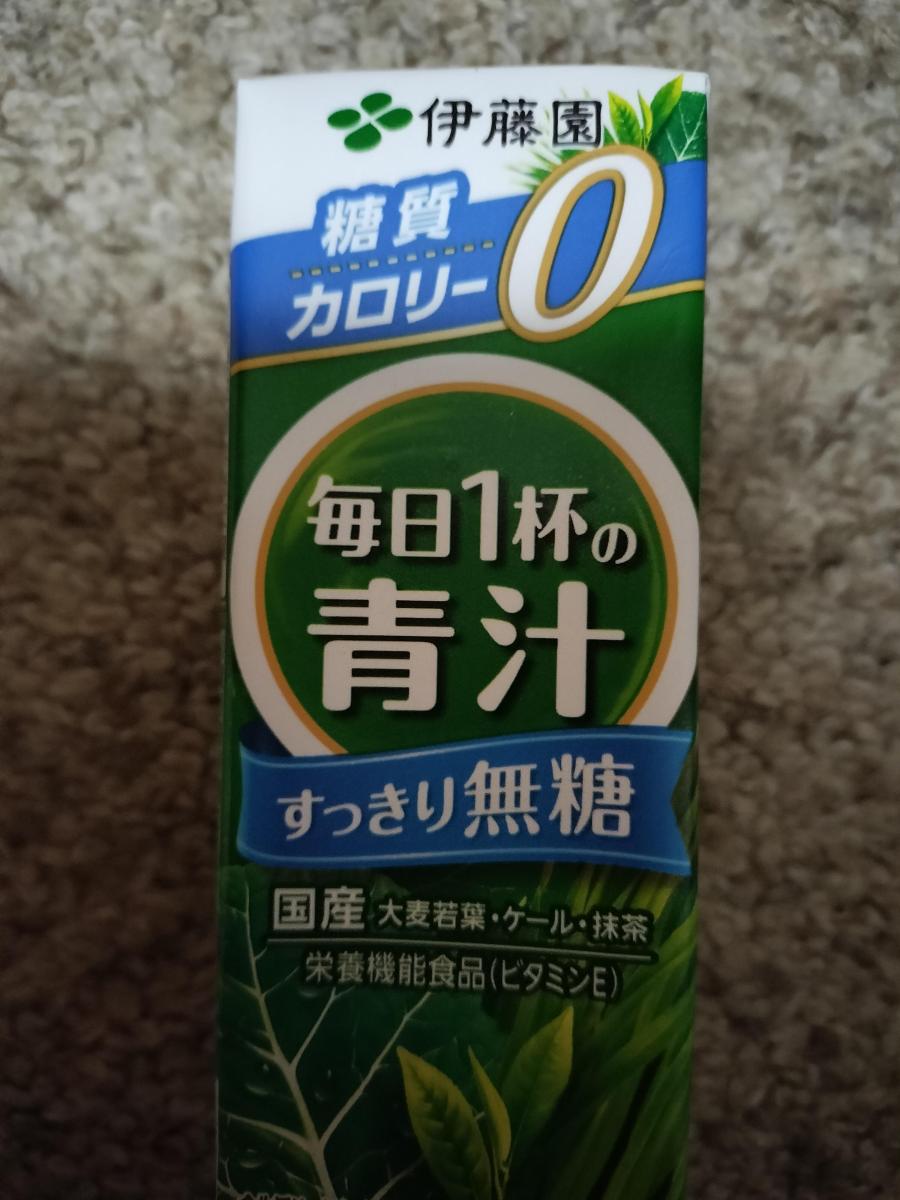 伊藤園
糖質
カロリー0
毎日1杯の
青汁
すっきり無糖
国産 大麦若葉・ケール・抹茶
栄養機能食品(ビタミンE)